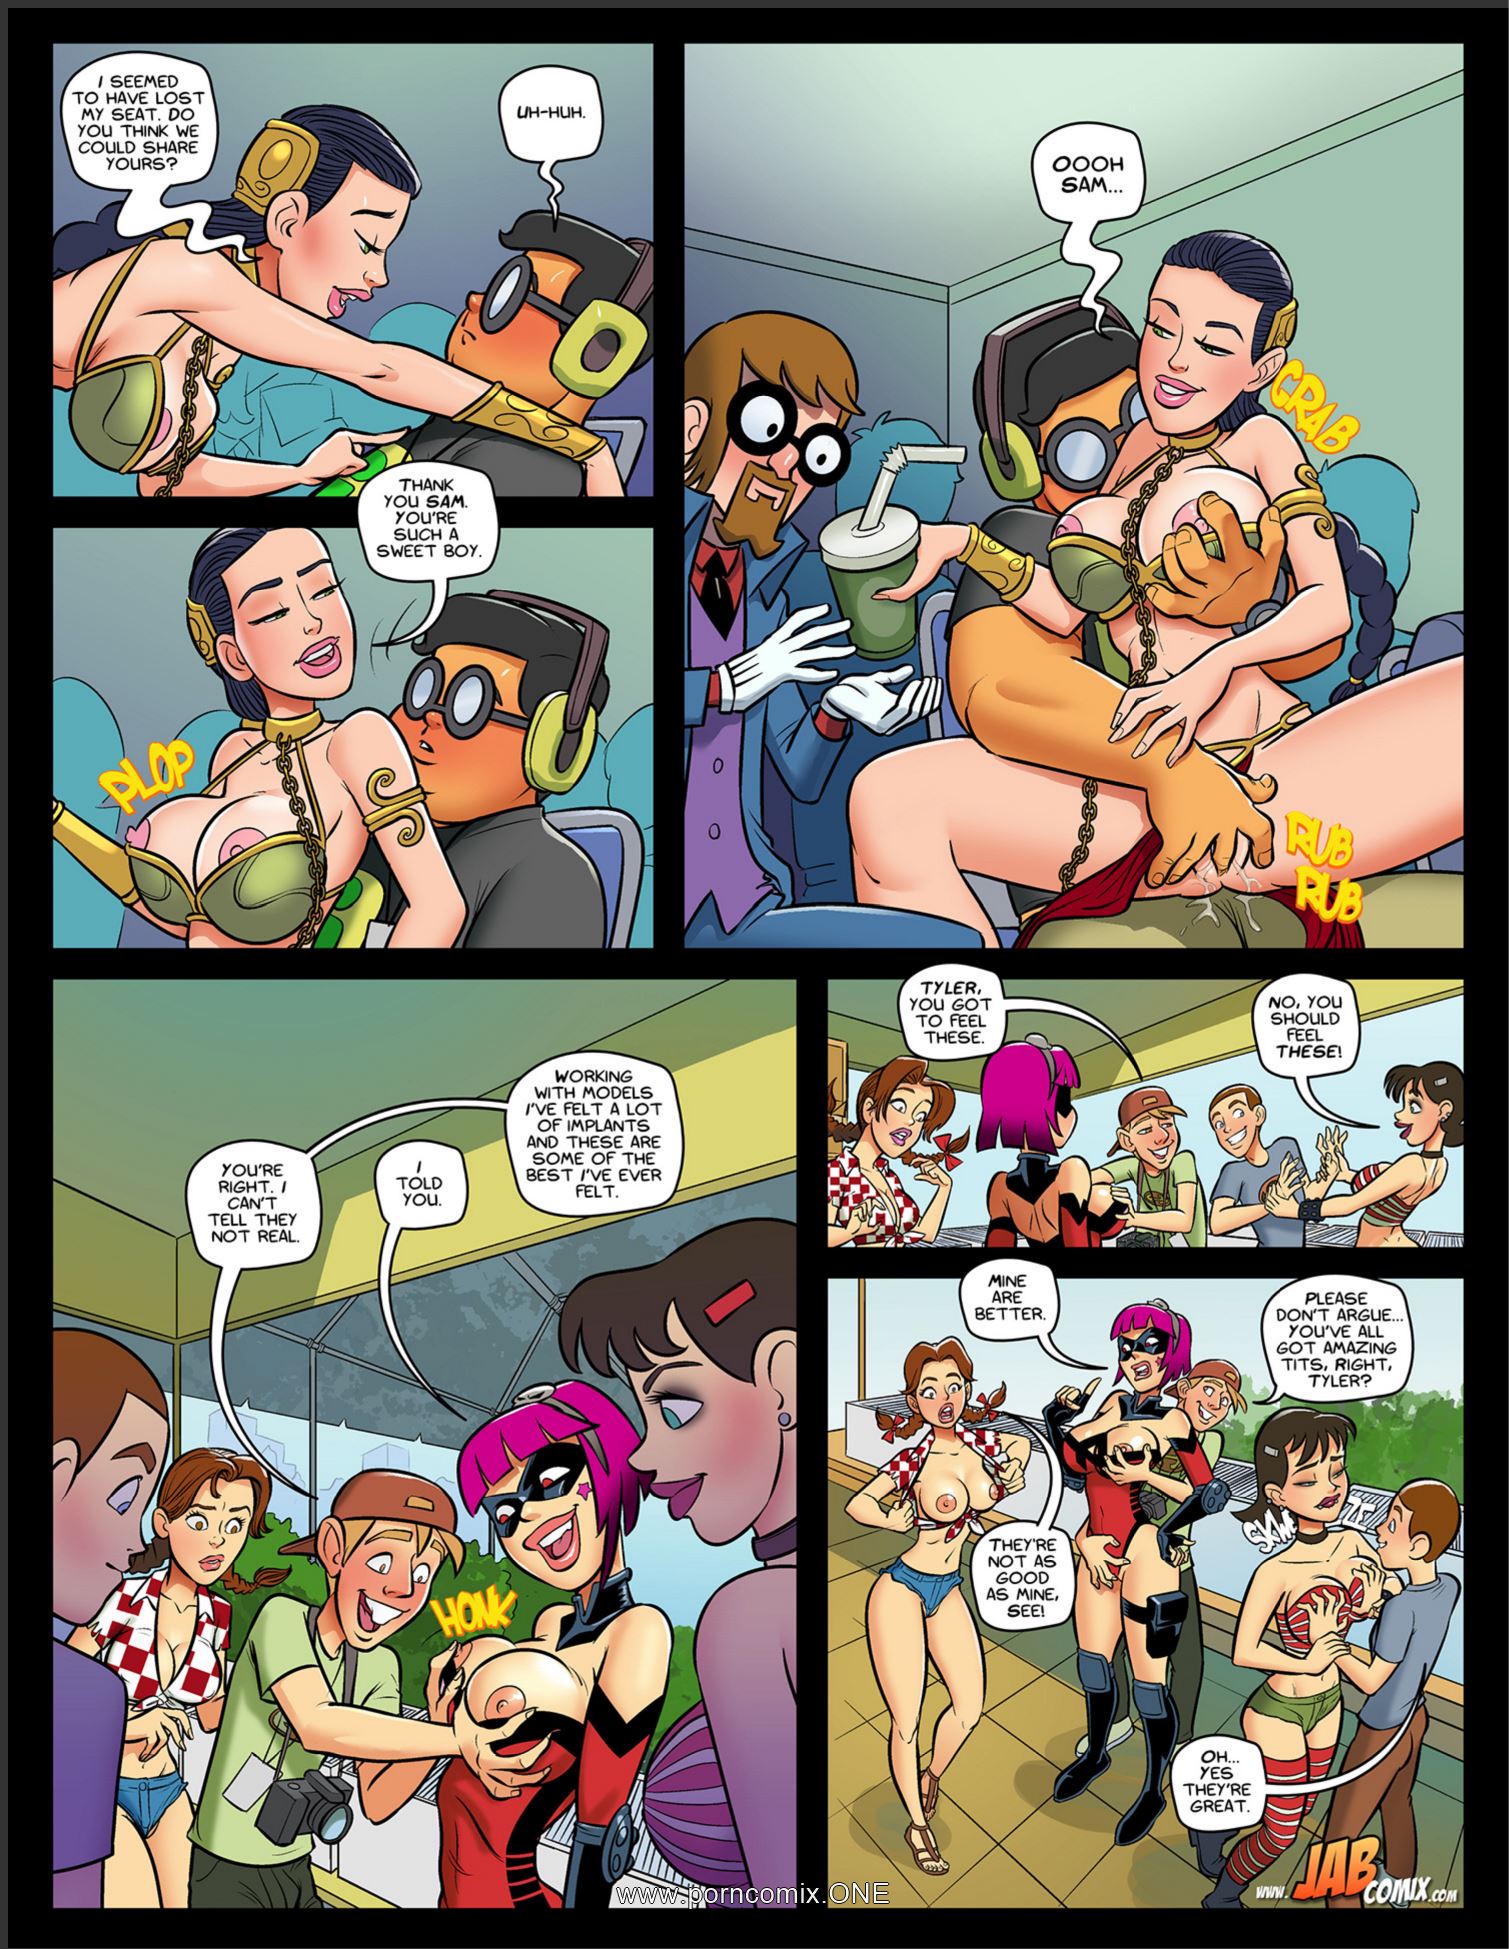 I SEEMED
TO HAVE LOST
MY SEAT. DO
YOU THINK WE
COULD SHARE
YOURS?
UH-HUH.
THANK
YOU SAM.
YOU'RE
SUCH A
SWEET BOY.
PLOP
OOOH
SAM...
GRAB
RUB
RUB
YOU'RE
RIGHT. I
CAN'T
TELL THEY
NOT REAL.
I
TOLD
YOU.
WORKING
WITH MODELS
I'VE FELT A LOT
OF IMPLANTS
AND THESE ARE
SOME OF THE
BEST I'VE EVER
FELT.
HONK
TYLER,
YOU GOT
TO FEEL
THESE.
NO, YOU
SHOULD
FEEL
THESE!
MINE
ARE
BETTER.
THEY'RE
NOT AS
GOOD
AS MINE,
SEE!
PLEASE
DON'T ARGUE...
YOU'VE ALL
GOT AMAZING
TITS, RIGHT,
TYLER?
OH...
YES
THEY'RE
GREAT.
www.JABCOMIX.com
www.porncomix.ONE